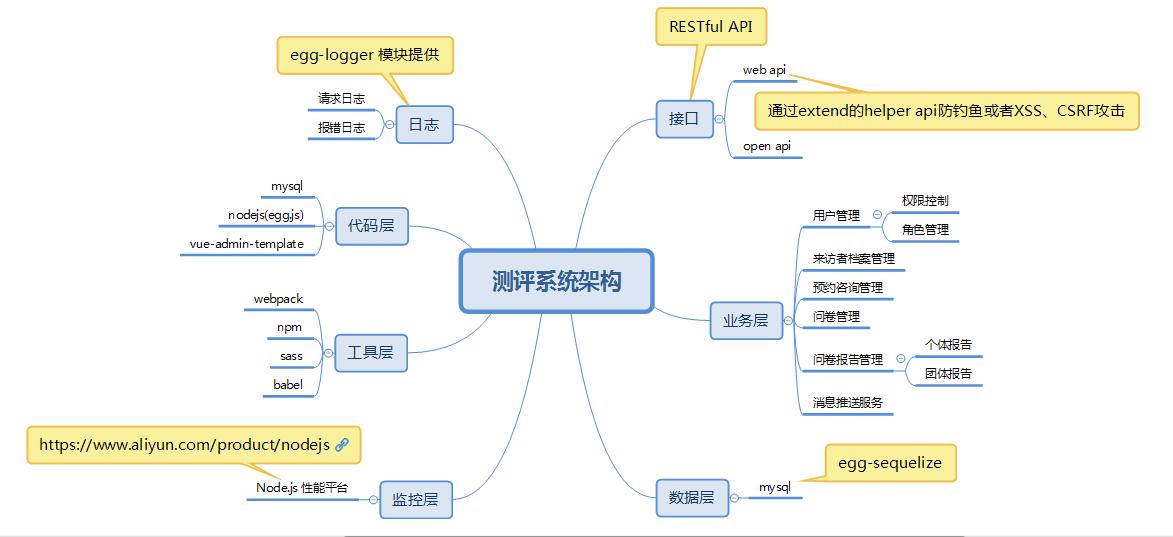 测评系统架构
RESTful API
接口
web api
通过extend的helper api防钓鱼或者XSS、CSRF攻击
open api
业务层
用户管理
权限控制
角色管理
来访者档案管理
预约咨询管理
问卷管理
问卷报告管理
个体报告
团体报告
消息推送服务
数据层
mysql
egg-sequelize
egg-logger 模块提供
日志
请求日志
报错日志
代码层
mysql
nodejs(egg.js)
vue-admin-template
工具层
webpack
npm
sass
babel
监控层
Node.js 性能平台
https://www.aliyun.com/product/nodejs